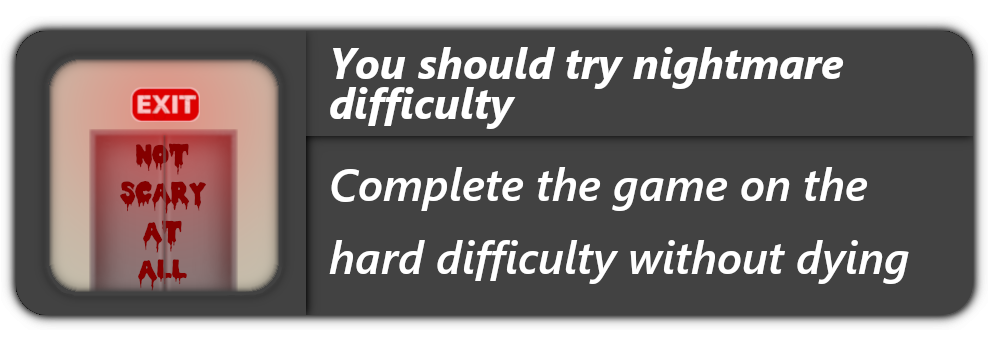 EXIT
NOT
SCARY
AT
ALL
You should try nightmare
difficulty
Complete the game on the
hard difficulty without dying